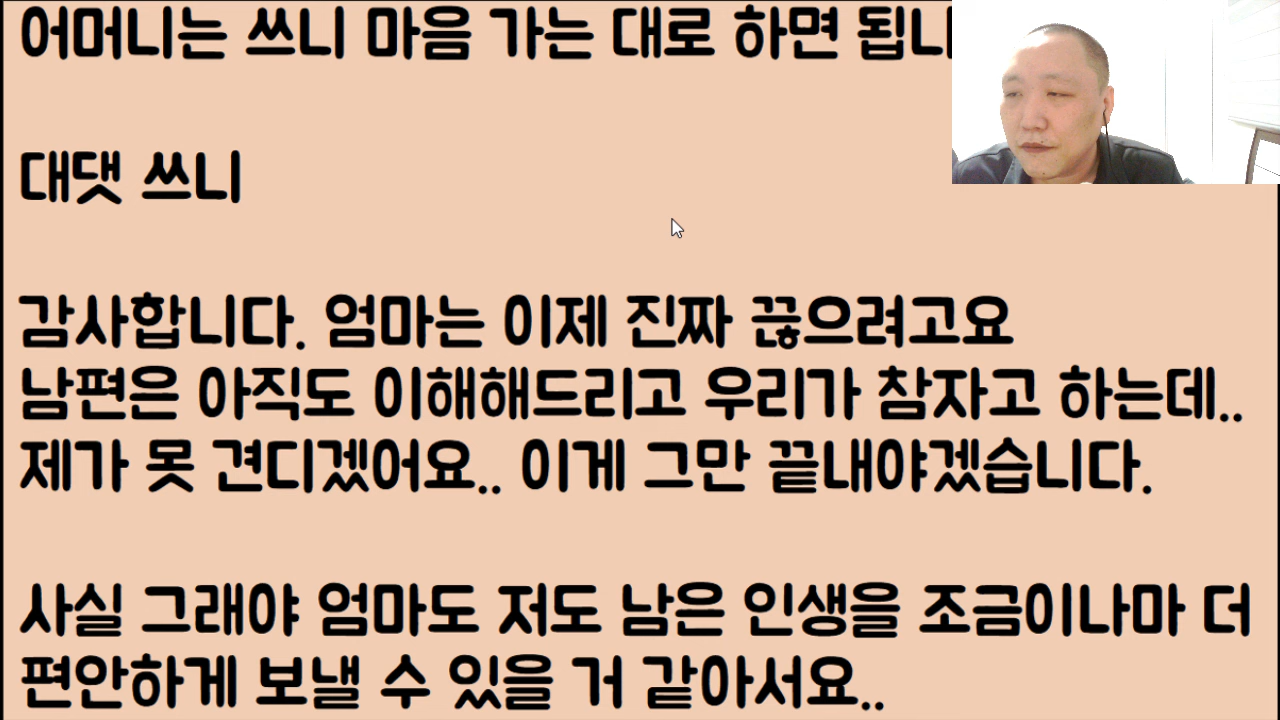 어머니는 쓰니 마음 가는 대로 하면 됩니
대댓 쓰니
감사합니다. 엄마는 이제 진짜 끊으려고요
남편은 아직도 이해해드리고 우리가 참자고 하는데..
제가 못 견디겠어요.. 이게 그만 끝내야겠습니다.
사실 그래야 엄마도 저도 남은 인생을 조금이나마 더
편안하게 보낼 수 있을 거 같아서요..